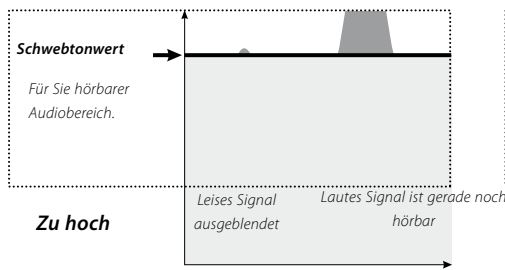 Schwebtonwert
Für Sie hörbarer
Audiobereich.
Leises Signal
ausgeblendet
Lautes Signal ist gerade noch
hörbar
Zu hoch